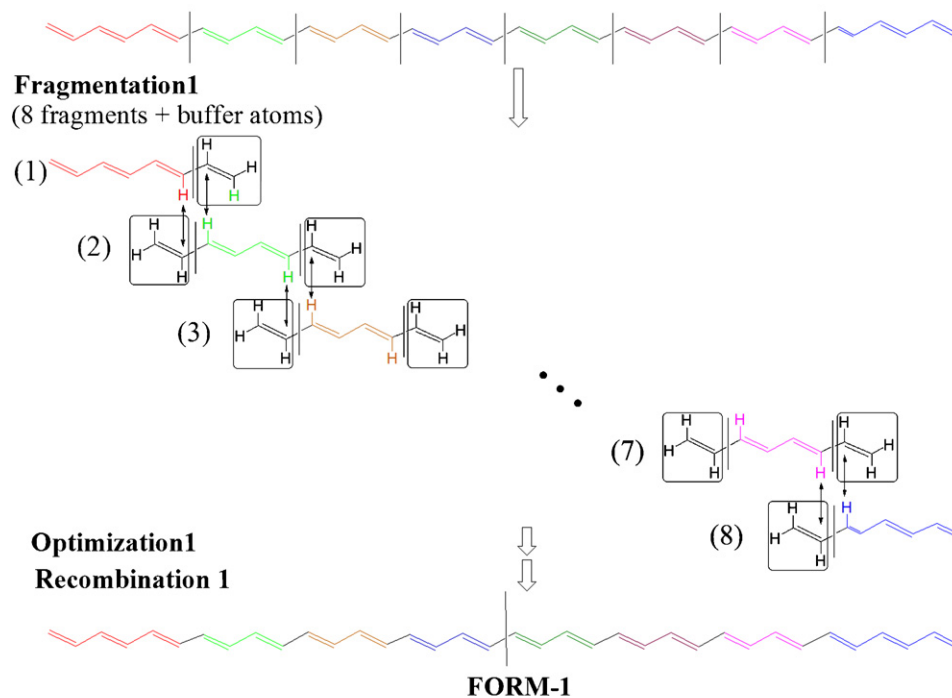 Fragmentation1
(8 fragments + buffer atoms)
H
H
(1)
H
H
H
H
H
(2)
H
H
H
H
H
H
H
(3)
H
H
H
H
H
H
H
H
H
(7)
H
H
H
H
H
H
H
(8)
H
H
Optimization1
Recombination 1
FORM-1